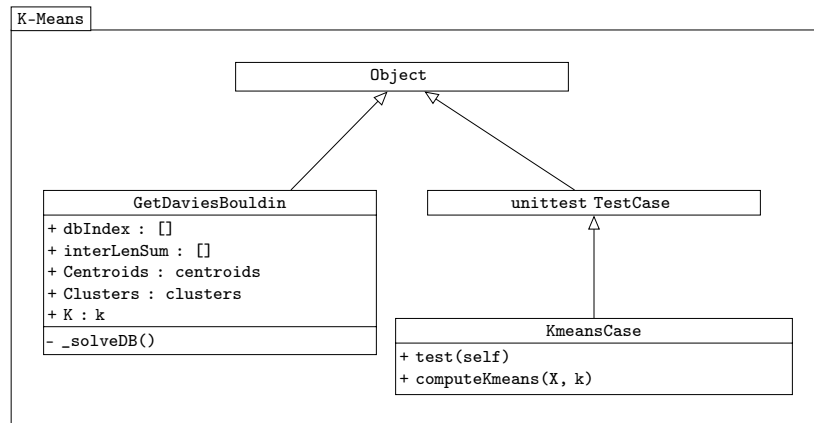 K-Means
Object
GetDaviesBouldin
+ dbIndex : []
+ interLenSum : []
+ Centroids : centroids
+ Clusters : clusters
+ K : k
- _solveDB()
unittest TestCase
KmeansCase
+ test(self)
+ computeKmeans(X, k)